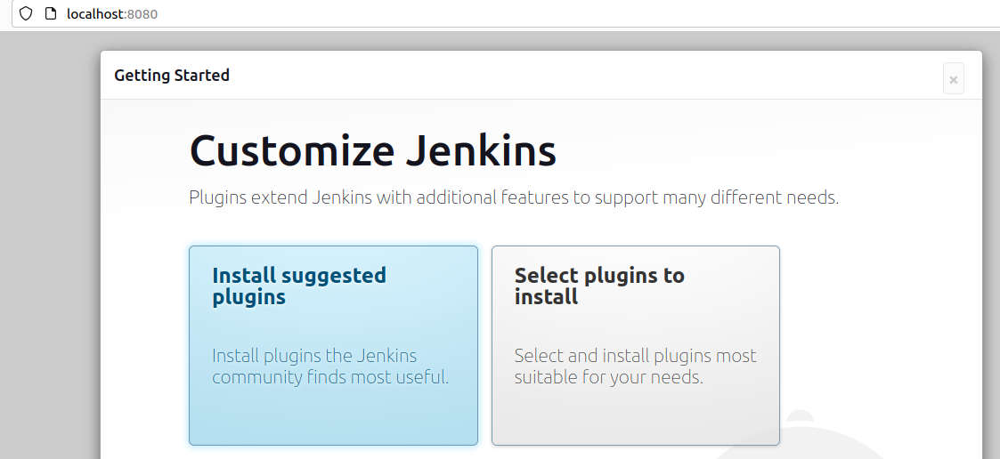 localhost:8080
Getting Started
×
Customize Jenkins
Plugins extend Jenkins with additional features to support many different needs.
Install suggested
plugins
Install plugins the Jenkins
community finds most useful.
Select plugins to
install
Select and install plugins most
suitable for your needs.